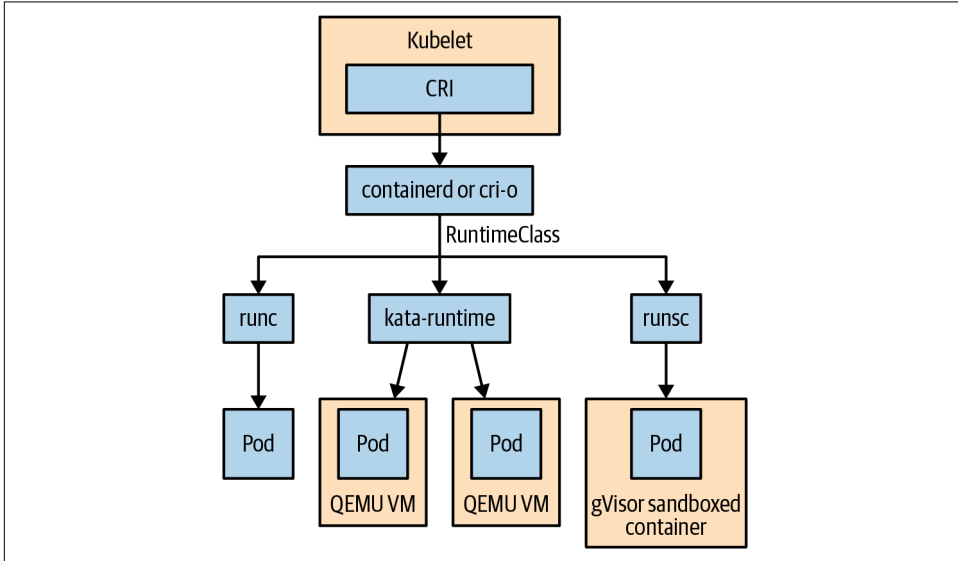 Kubelet
CRI
containerd or cri-o
RuntimeClass
runc
kata-runtime
runsc
Pod
Pod
Pod
Pod
QEMU VM
QEMU VM
gVisor sandboxed
container